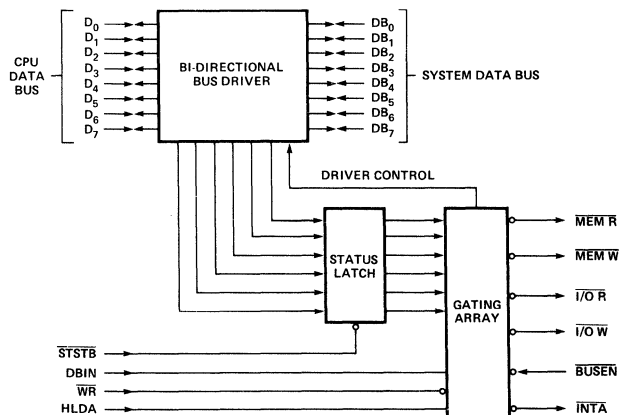 CPU
DATA
BUS
D₀
D₁
D₂
D₃
D₄
D₅
D₆
D₇
BI-DIRECTIONAL
BUS DRIVER
DB₀
DB₁
DB₂
DB₃
DB₄
DB₅
DB₆
DB₇
SYSTEM DATA BUS
DRIVER CONTROL
STATUS
LATCH
GATING
ARRAY
MEM R
MEM W
I/O R
I/O W
BUSEN
INTA
STSTB
DBIN
WR
HLDA